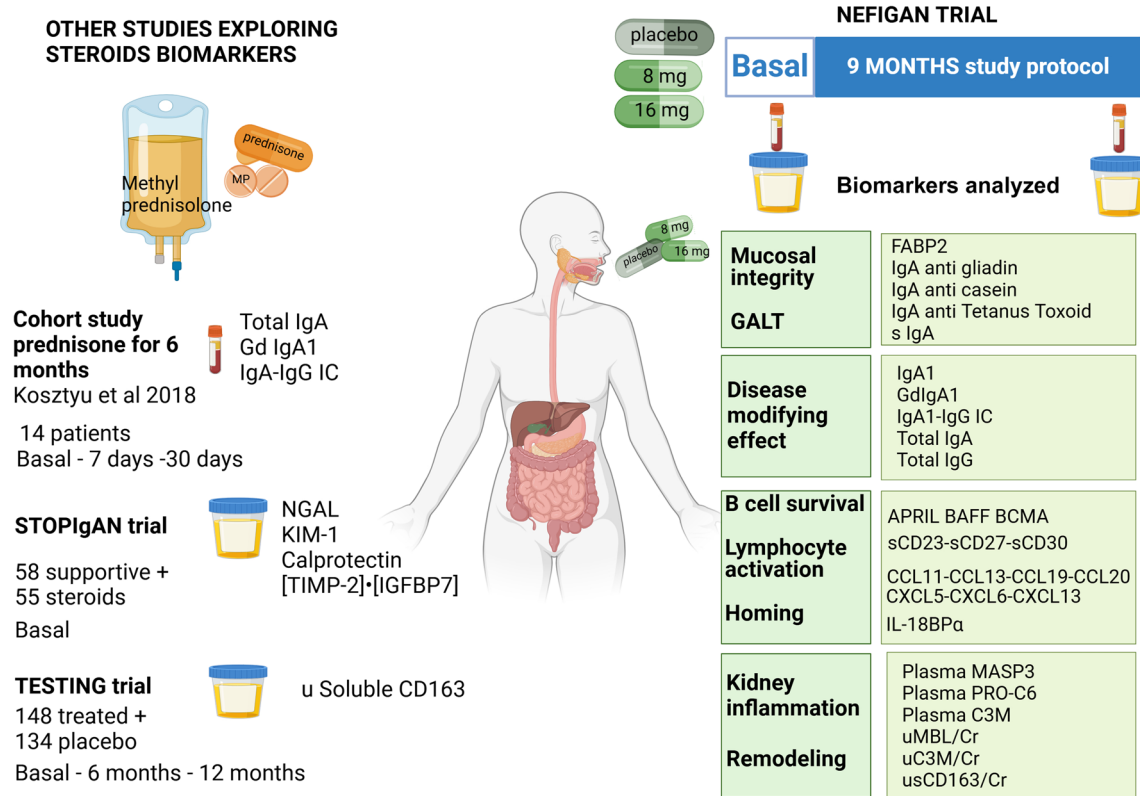 OTHER STUDIES EXPLORING
STEROIDS BIOMARKERS
Methyl
prednisolone
prednisone
MP
Cohort study
prednisone for 6
months
Kosztyu et al 2018
Total IgA
Gd IgA1
IgA-IgG IC
14 patients
Basal - 7 days -30 days
STOPIgAN trial
58 supportive +
55 steroids
Basal
NGAL
KIM-1
Calprotectin
[TIMP-2]•[IGFBP7]
TESTING trial
148 treated +
134 placebo
Basal - 6 months - 12 months
u Soluble CD163
placebo
8 mg
16 mg
8 mg
placebo
16 mg
NEFIGAN TRIAL
Basal
9 MONTHS study protocol
Biomarkers analyzed
Mucosal
integrity
GALT
FABP2
IgA anti gliadin
IgA anti casein
IgA anti Tetanus Toxoid
s IgA
Disease
modifying
effect
IgA1
GdIgA1
IgA1-IgG IC
Total IgA
Total IgG
B cell survival
Lymphocyte
activation
Homing
APRIL BAFF BCMA
sCD23-sCD27-sCD30
CCL11-CCL13-CCL19-CCL20
CXCL5-CXCL6-CXCL13
IL-18BPα
Kidney
inflammation
Remodeling
Plasma MASP3
Plasma PRO-C6
Plasma C3M
uMBL/Cr
uC3M/Cr
usCD163/Cr